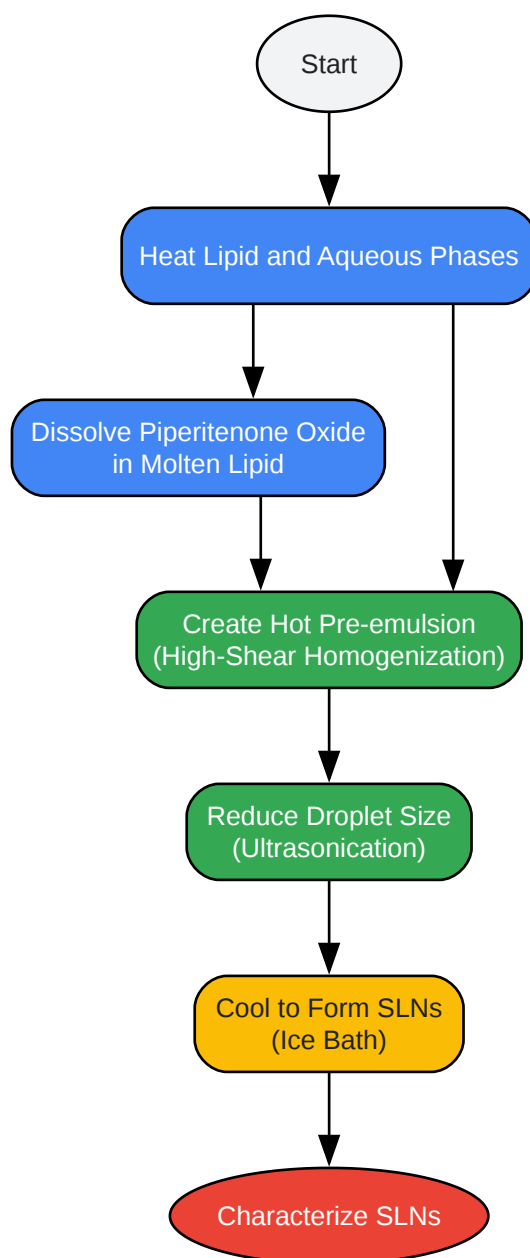 Start
Heat Lipid and Aqueous Phases
Dissolve Piperitenone Oxide
in Molten Lipid
Create Hot Pre-emulsion
(High-Shear Homogenization)
Reduce Droplet Size
(Ultrasonication)
Cool to Form SLNs
(Ice Bath)
Characterize SLNs